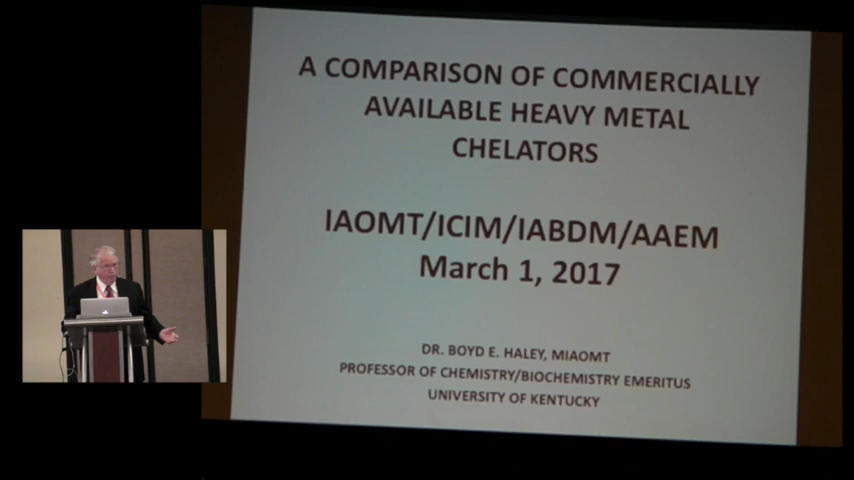 A COMPARISON OF COMMERCIALLY
AVAILABLE HEAVY METAL
CHELATORS
IAOMT/ICIM/IABDM/AAEM
March 1, 2017
DR. BOYD E. HALEY, MIAOMT
PROFESSOR OF CHEMISTRY/BIOCHEMISTRY EMERITUS
UNIVERSITY OF KENTUCKY